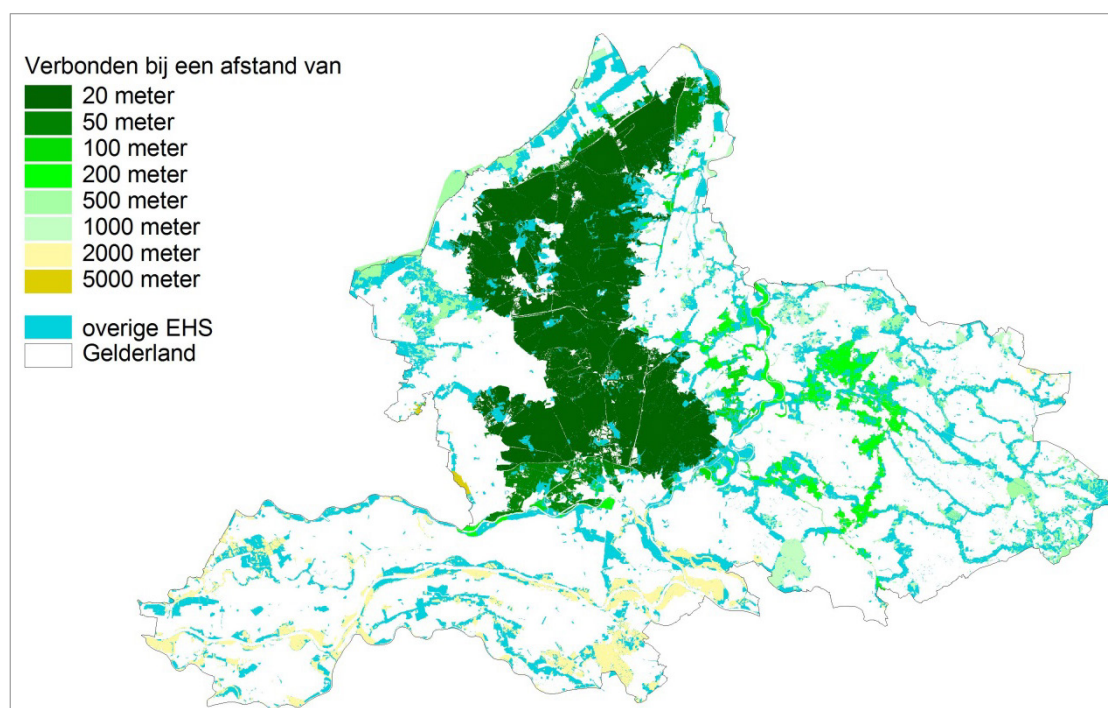 Verbonden bij een afstand van
20 meter
50 meter
100 meter
200 meter
500 meter
1000 meter
2000 meter
5000 meter
overige EHS
Gelderland